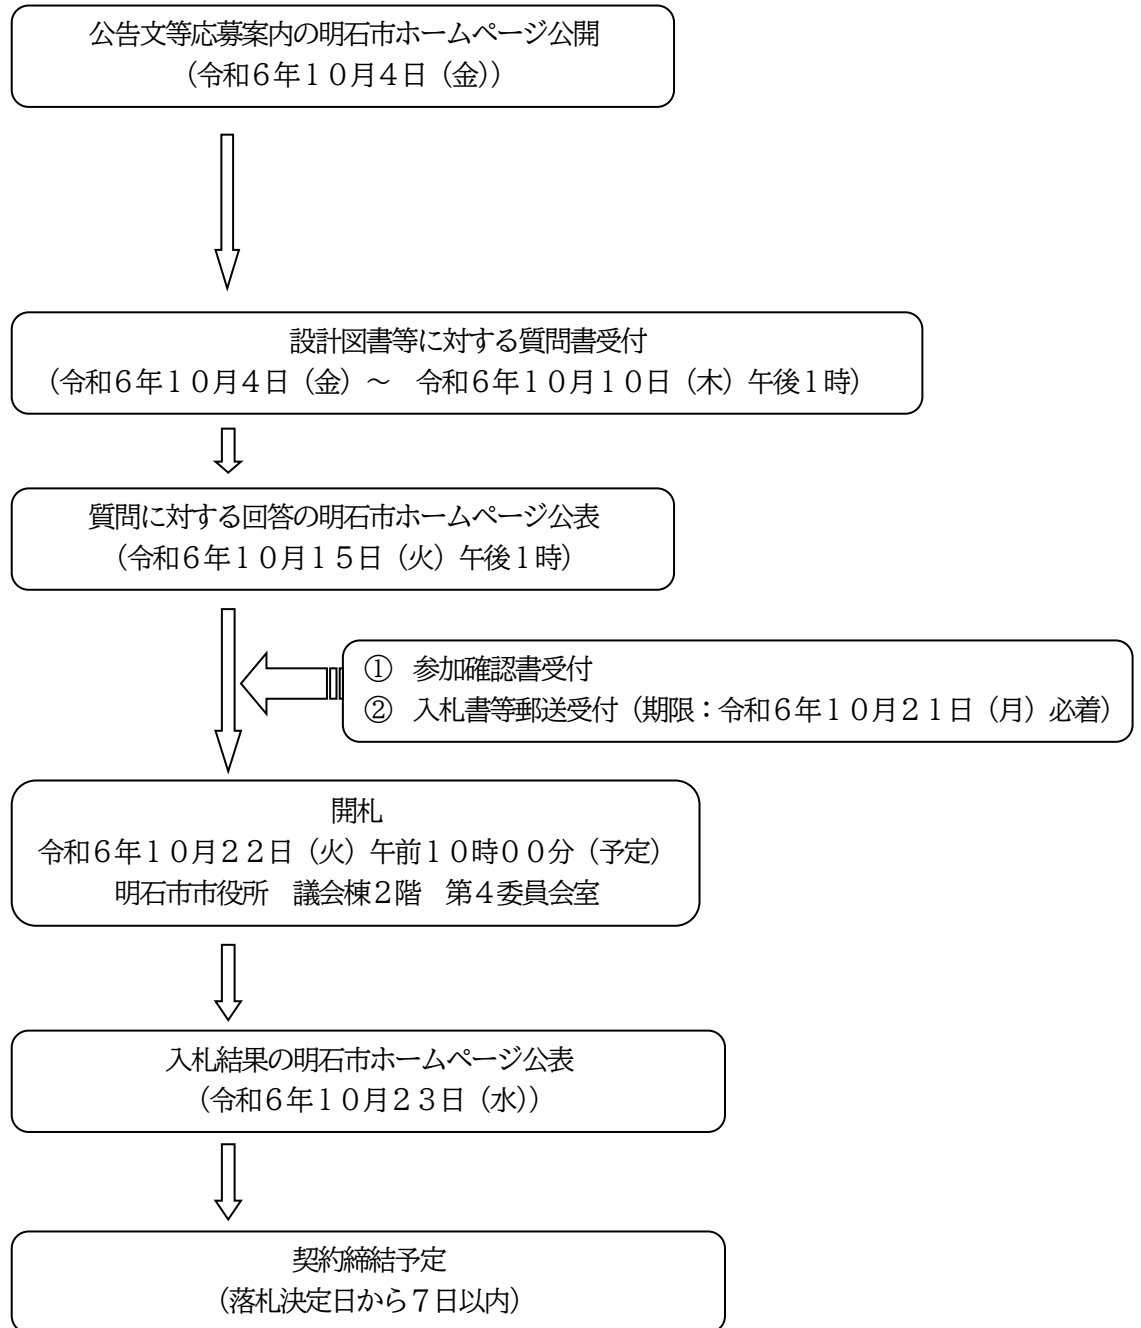 公告文等応募案内の明石市ホームページ公開
（令和６年１０月４日（金））
設計図書等に対する質問書受付
（令和６年１０月４日（金）～　令和６年１０月１０日（木）午後１時）
質問に対する回答の明石市ホームページ公表
（令和６年１０月１５日（火）午後１時）
①　参加確認書受付
②　入札書等郵送受付（期限：令和６年１０月２１日（月）必着）
開札
令和６年１０月２２日（火）午前１０時００分（予定）
明石市市役所　議会棟２階　第４委員会室
入札結果の明石市ホームページ公表
（令和６年１０月２３日（水））
契約締結予定
（落札決定日から７日以内）